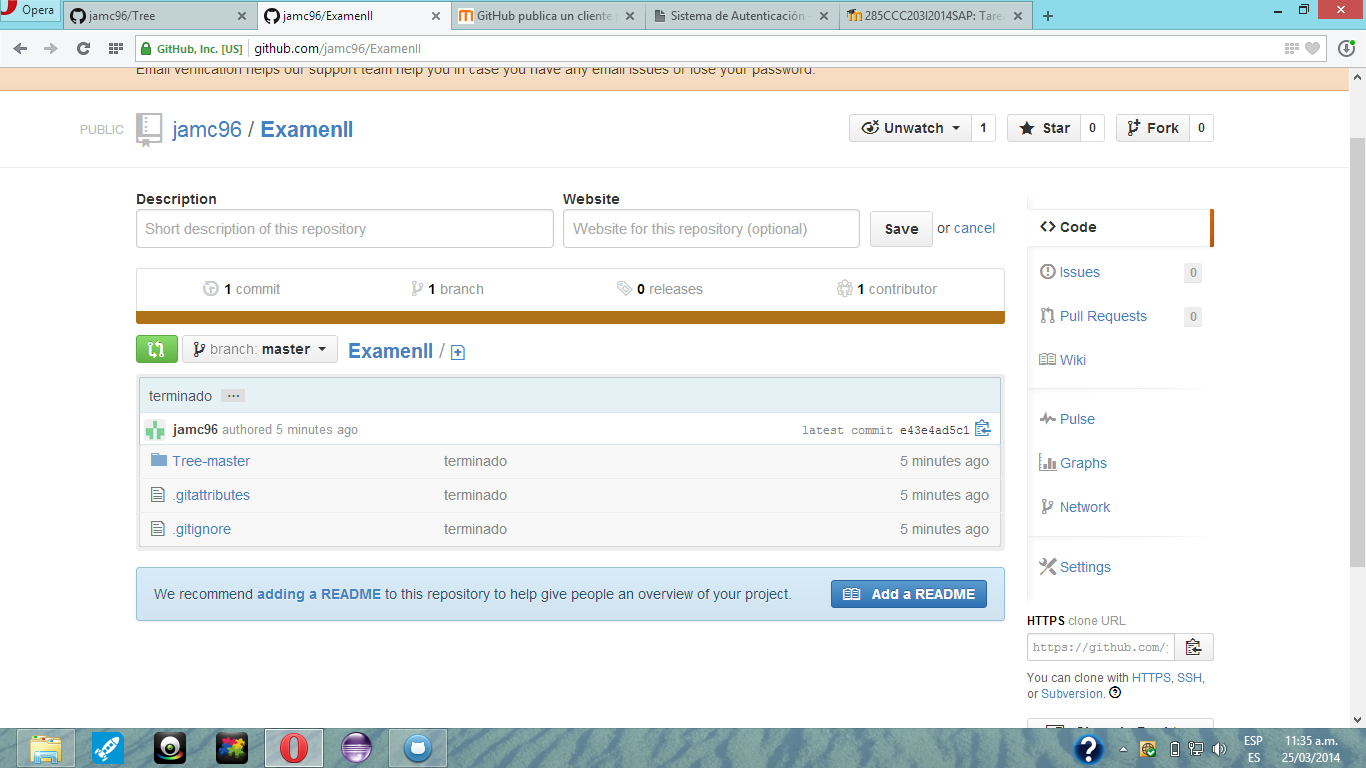 Opera
jamc96/Tree
jamc96/ExamenII
GitHub publica un cliente
Sistema de Autenticación
285CCC203I2014SAP: Tare
GitHub, Inc. [US]
github.com/jamc96/ExamenII
Email verification helps our support team help you in case you have any email issues or lose your password.
PUBLIC jamc96 / ExamenII
Unwatch 1
Star 0
Fork 0
Description
Website
Short description of this repository
Website for this repository (optional)
Save or cancel
Code
1 commit
1 branch
0 releases
1 contributor
Issues 0
Pull Requests 0
Wiki
Pulse
Graphs
Network
Settings
branch: master
ExamenII /
terminado ...
jamc96 authored 5 minutes ago
latest commit e43e4ad5c1
Tree-master terminado 5 minutes ago
.gitattributes terminado 5 minutes ago
.gitignore terminado 5 minutes ago
We recommend adding a README to this repository to help give people an overview of your project.
Add a README
HTTPS clone URL
https://github.com/
You can clone with HTTPS, SSH,
or Subversion.
ESP
ES
11:35 a.m.
25/03/2014